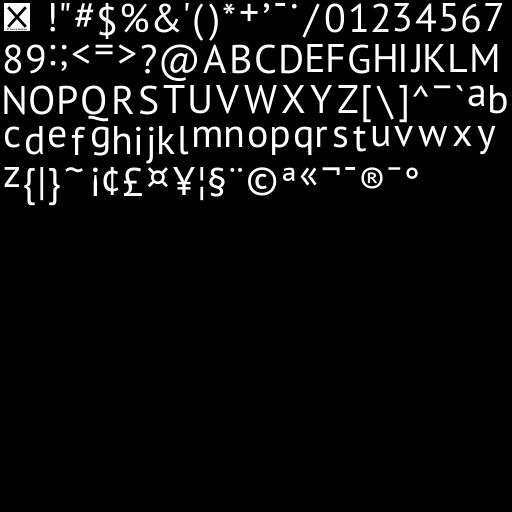 !"#$%&'()*+,-./01234567
89:;<=>?@ABCDEFGHIJKLM
NOPQRSTUVWXYZ[\]^_`ab
cdefghijklmnopqrstuvwxy
z{|}~¡¢£¤¥¦§¨©ª«¬-®¯°